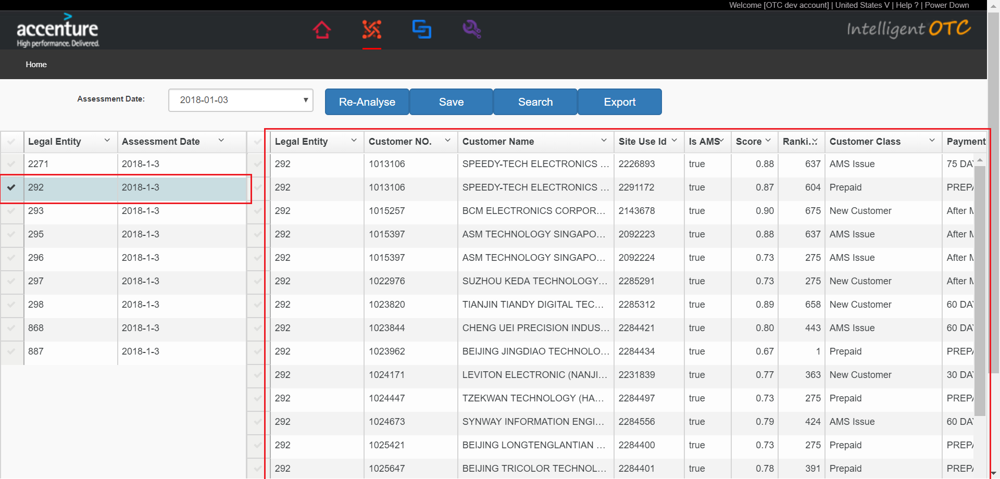 Welcome [OTC dev account] | United States V | Help ? | Power Down
accenture
High performance. Delivered.
Intelligent OTC
Home
Assessment Date: 2018-01-03 Re-Analyse Save Search Export
Legal Entity Assessment Date
2271 2018-1-3
292 2018-1-3
293 2018-1-3
295 2018-1-3
296 2018-1-3
297 2018-1-3
298 2018-1-3
868 2018-1-3
887 2018-1-3
Legal Entity Customer NO. Customer Name Site Use Id Is AMS Score Ranki... Customer Class Payment
292 1013106 SPEEDY-TECH ELECTRONICS ... 2226893 true 0.88 637 AMS Issue 75 DA
292 1013106 SPEEDY-TECH ELECTRONICS ... 2291172 true 0.87 604 Prepaid PREPA
292 1015257 BCM ELECTRONICS CORPOR... 2143678 true 0.90 675 New Customer After M
292 1015397 ASM TECHNOLOGY SINGAPO... 2092223 true 0.88 637 AMS Issue After M
292 1015397 ASM TECHNOLOGY SINGAPO... 2092224 true 0.73 275 AMS Issue After M
292 1022976 SUZHOU KEDA TECHNOLOGY... 2285291 true 0.73 275 New Customer After M
292 1023820 TIANJIN TIANDY DIGITAL TEC... 2285312 true 0.89 658 New Customer 60 DA
292 1023844 CHENG UEI PRECISION INDUS... 2284421 true 0.80 443 AMS Issue 60 DA
292 1023962 BEIJING JINGDIAO TECHNOLO... 2284434 true 0.67 1 Prepaid PREPA
292 1024171 LEVITON ELECTRONIC (NANJI... 2231839 true 0.77 363 New Customer 30 DA
292 1024447 TZEKWAN TECHNOLOGY (HA... 2284497 true 0.73 275 Prepaid PREPA
292 1024673 SYNWAY INFORMATION ENGI... 2284556 true 0.79 424 AMS Issue 60 DA
292 1025421 BEIJING LONGTENGLANTIAN ... 2284400 true 0.73 275 Prepaid PREPA
292 1025647 BEIJING TRICOLOR TECHNOL... 2284401 true 0.78 391 Prepaid PREPA